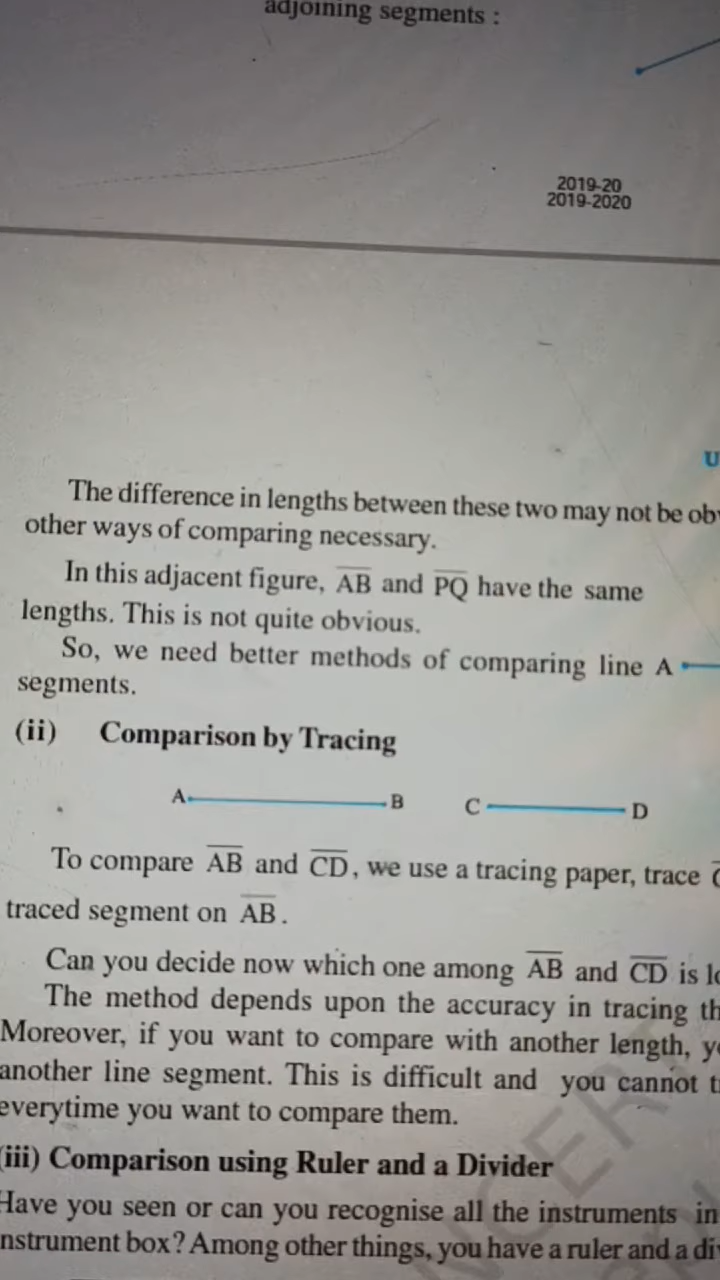 adjoining segments :
2019-20
2019-2020
U
The difference in lengths between these two may not be ob
other ways of comparing necessary.
In this adjacent figure, AB and PQ have the same
lengths. This is not quite obvious.
So, we need better methods of comparing line A
segments.
(ii) Comparison by Tracing
A B C D
To compare AB and CD, we use a tracing paper, trace
traced segment on AB.
Can you decide now which one among AB and CD is lo
The method depends upon the accuracy in tracing th
Moreover, if you want to compare with another length, y
another line segment. This is difficult and you cannot t
everytime you want to compare them.
(iii) Comparison using Ruler and a Divider
Have you seen or can you recognise all the instruments in
nstrument box? Among other things, you have a ruler and a di
NCERT